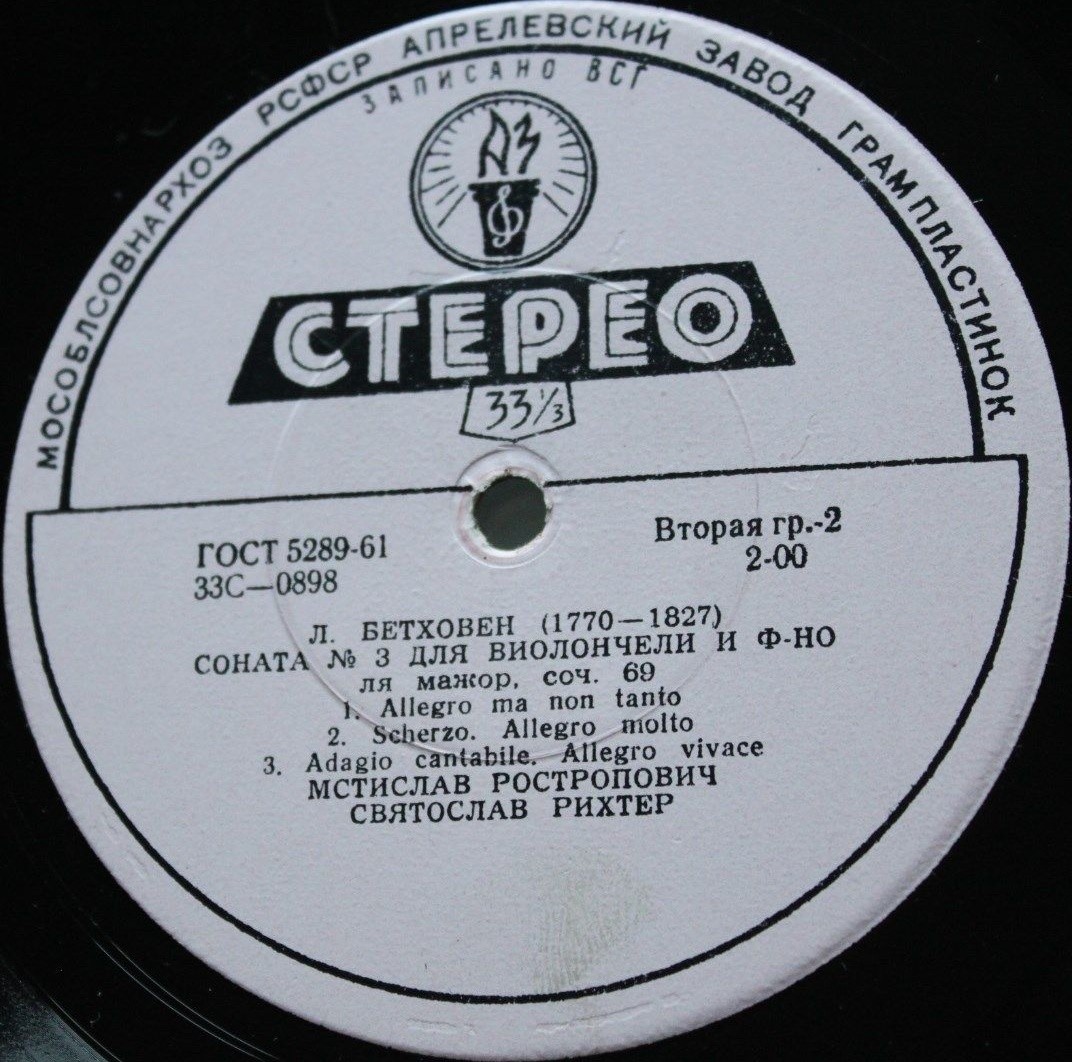 МОСОБЛСОВНАРХОЗ РСФСР АПРЕЛЕВСКИЙ ЗАВОД ГРАМПЛАСТИНОК
ЗАПИСАНО ВСГ
АЗ
СТЕРЕО
33⅓
ГОСТ 5289-61
33С—0898
Вторая гр.-2
2-00
Л. БЕТХОВЕН (1770—1827)
СОНАТА № 3 ДЛЯ ВИОЛОНЧЕЛИ И Ф-НО
ля мажор, соч. 69
1. Allegro ma non tanto
2. Scherzo. Allegro molto
3. Adagio cantabile. Allegro vivace
МСТИСЛАВ РОСТРОПОВИЧ
СВЯТОСЛАВ РИХТЕР